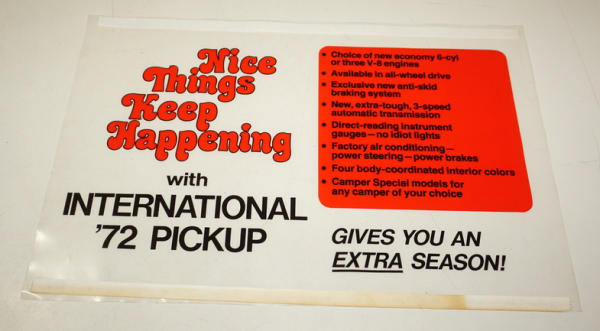 Nice
Things
Keep
Happening
with
INTERNATIONAL
'72 PICKUP
• Choice of new economy 6-cyl
or three V-8 engines
• Available in all-wheel drive
• Exclusive new anti-skid
braking system
• New, extra-tough, 3-speed
automatic transmission
• Direct-reading instrument
gauges—no idiot lights
• Factory air conditioning—
power steering—power brakes
• Four body-coordinated interior colors
• Camper Special models for
any camper of your choice
GIVES YOU AN
EXTRA SEASON!